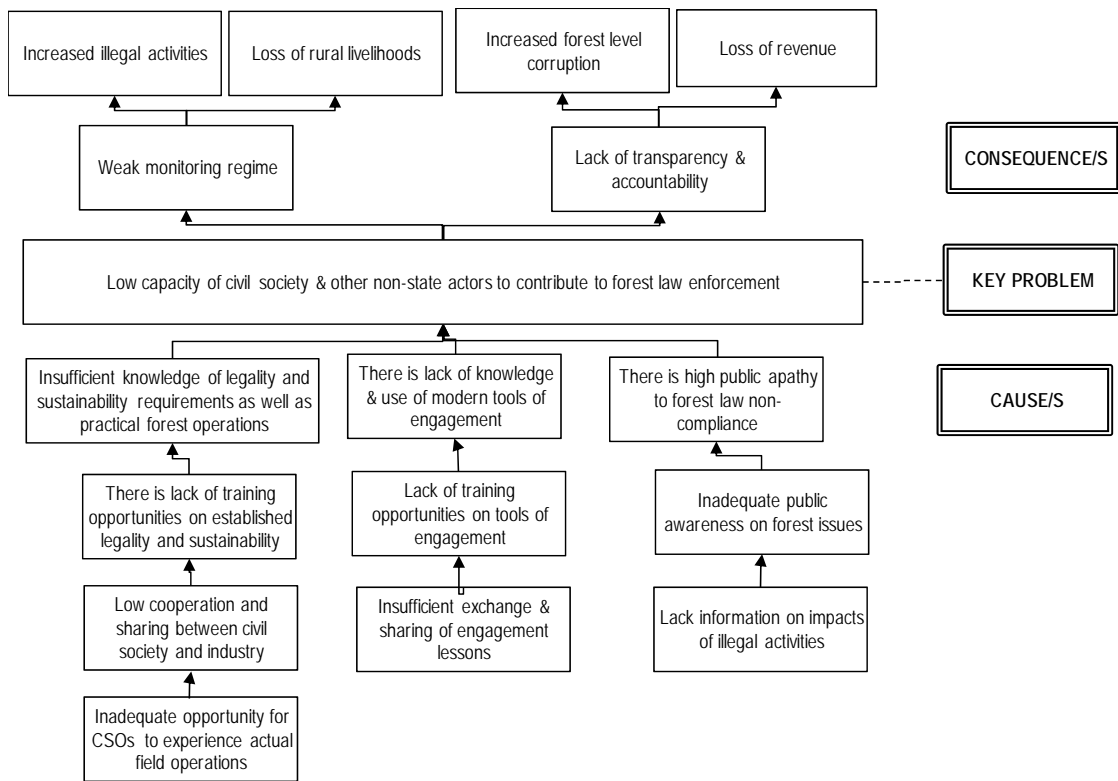 Increased illegal activities
Loss of rural livelihoods
Increased forest level
corruption
Loss of revenue
Weak monitoring regime
Lack of transparency &
accountability
CONSEQUENCE/S
Low capacity of civil society & other non-state actors to contribute to forest law enforcement
KEY PROBLEM
Insufficient knowledge of legality and
sustainability requirements as well as
practical forest operations
There is lack of knowledge
& use of modern tools of
engagement
There is high public apathy
to forest law non-
compliance
CAUSE/S
There is lack of training
opportunities on established
legality and sustainability
Lack of training
opportunities on tools of
engagement
Inadequate public
awareness on forest issues
Low cooperation and
sharing between civil
society and industry
Insufficient exchange &
sharing of engagement
lessons
Lack information on impacts
of illegal activities
Inadequate opportunity for
CSOs to experience actual
field operations